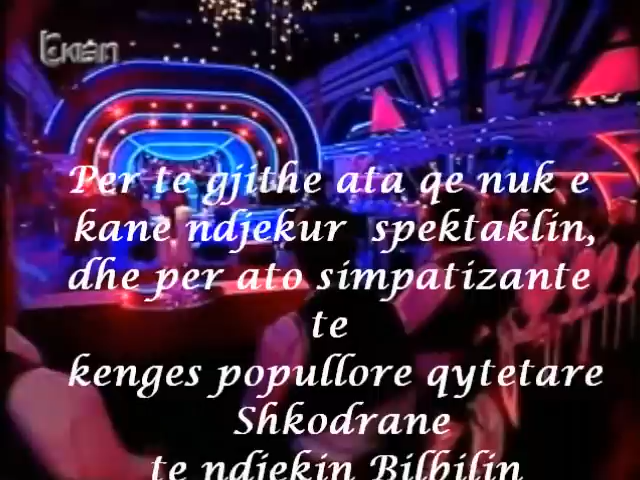 Ekran
Per te gjithe ata qe nuk e
kane ndjekur spektaklin,
dhe per ato simpatizante
te
kenges popullore qytetare
Shkodrane
te ndjekin Bilbilin